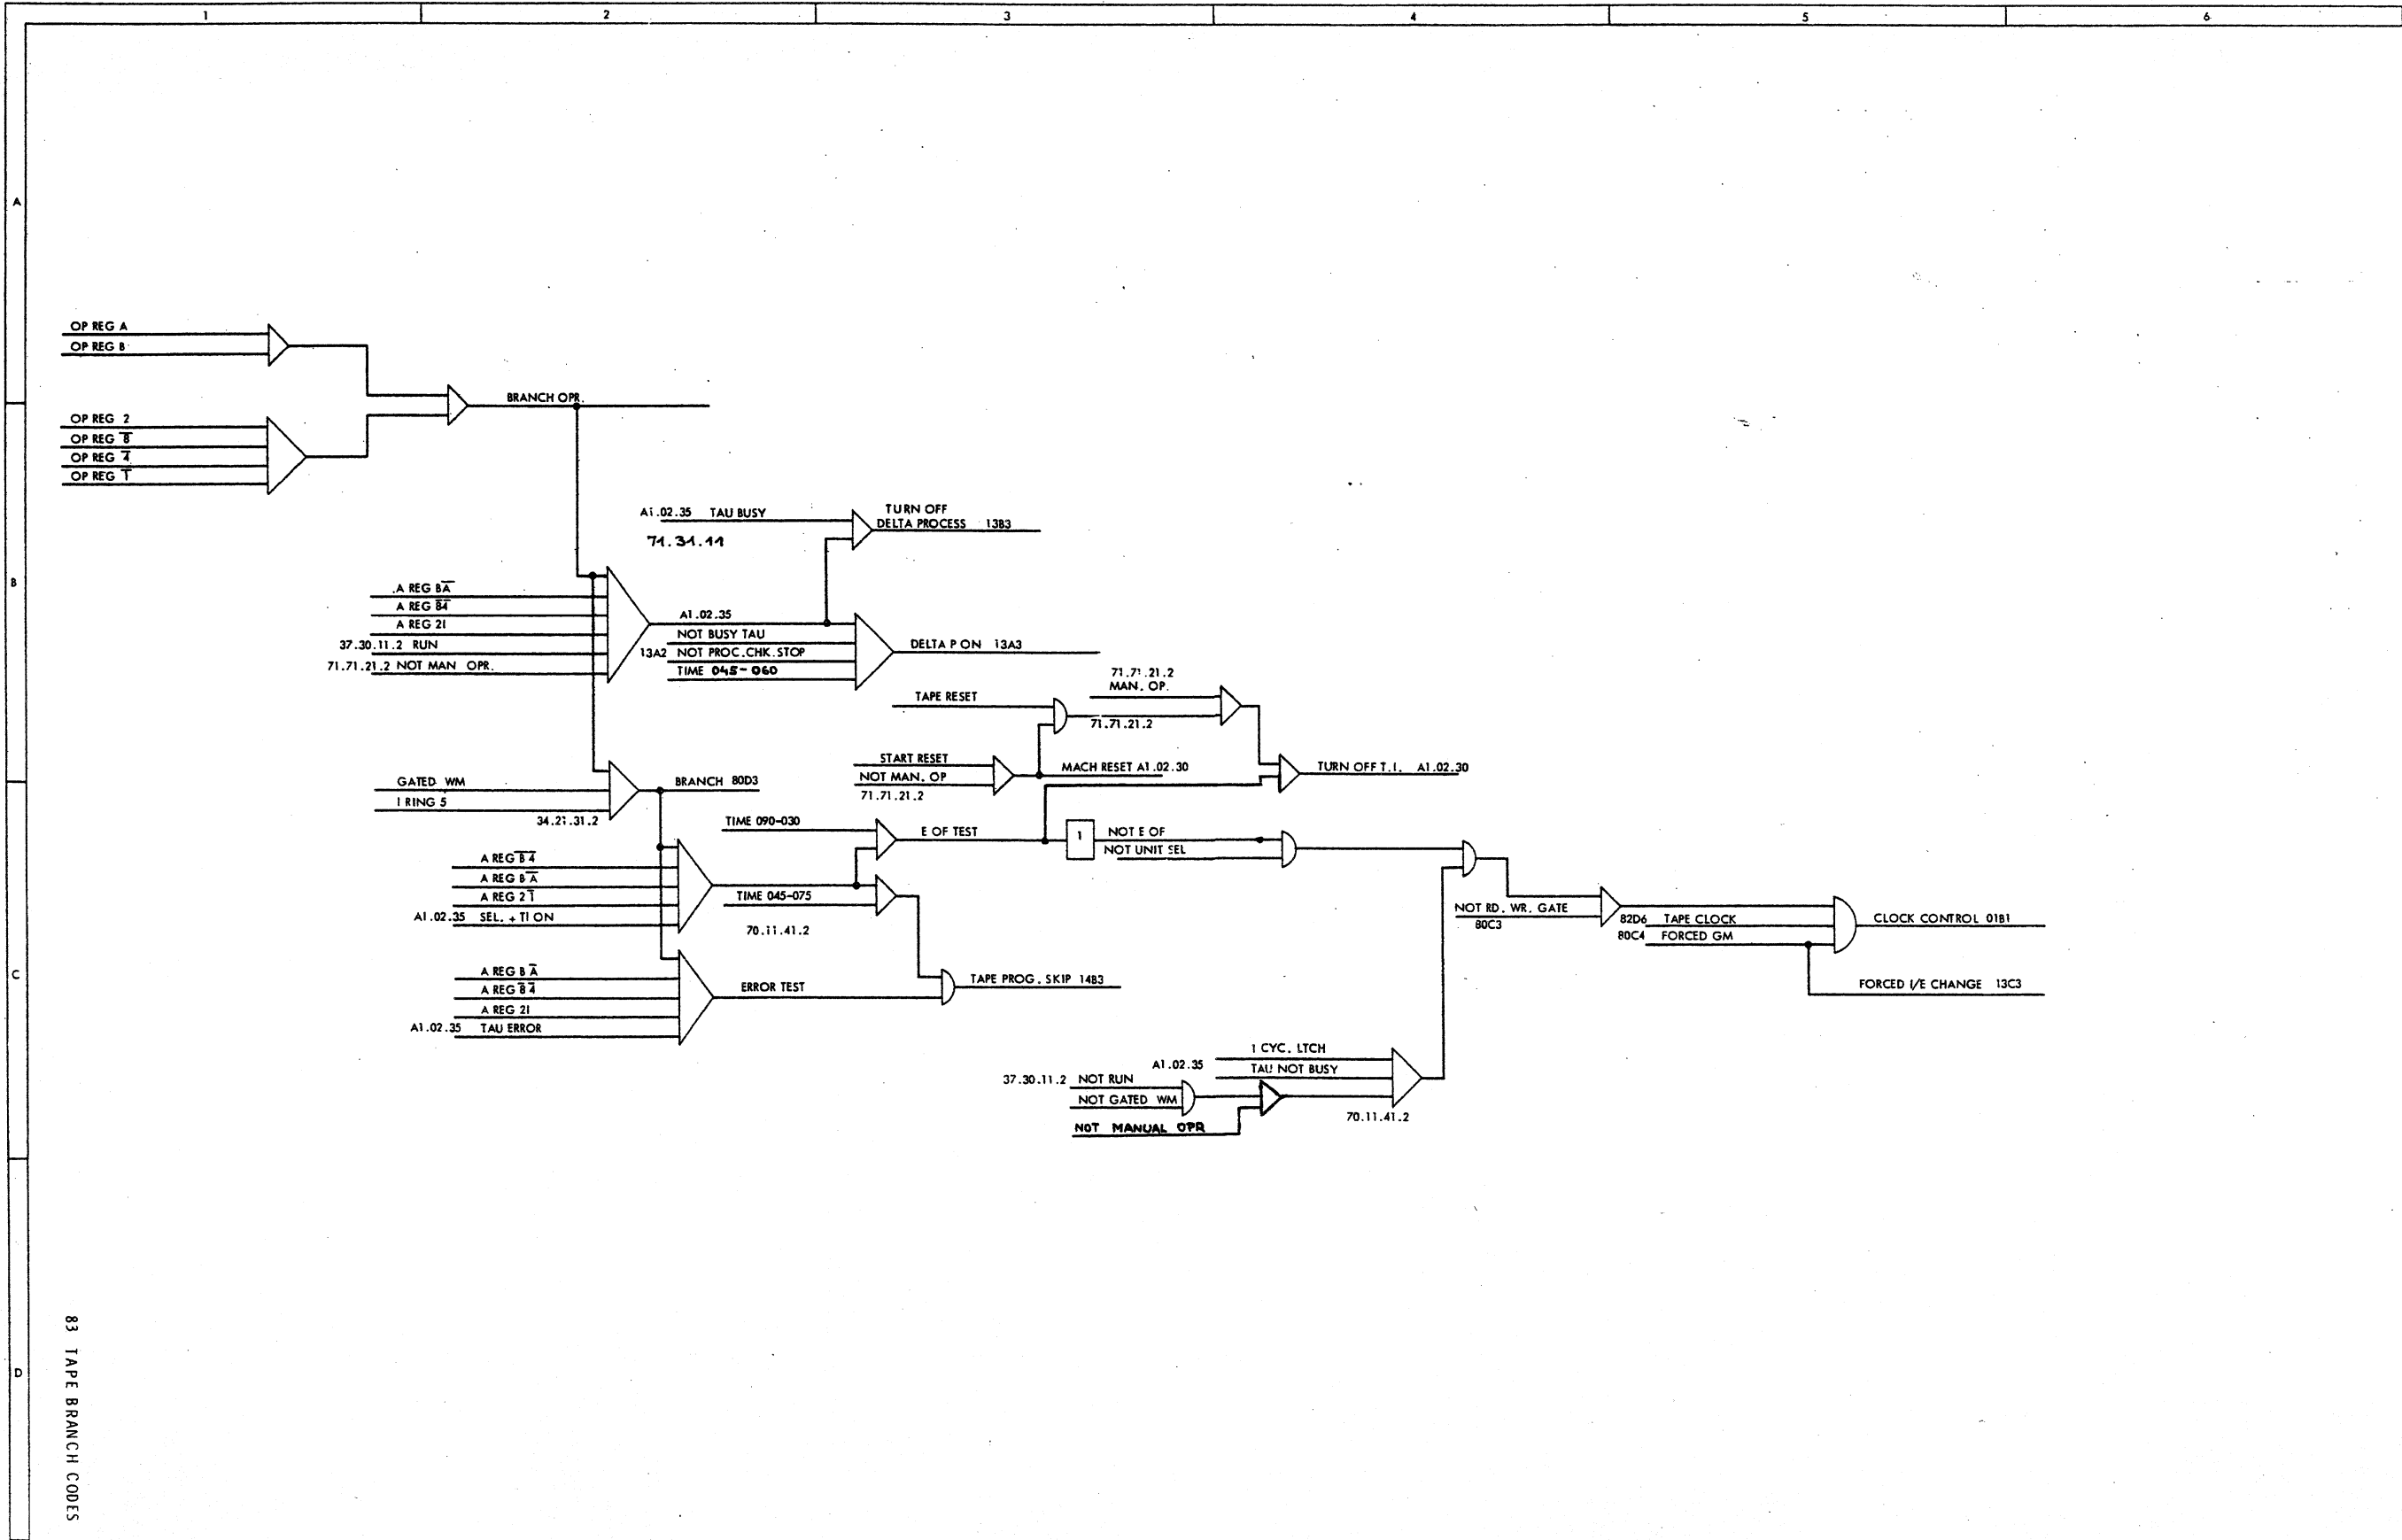 1 2 3 4 5 6
A
OP REG A
OP REG B
BRANCH OPR.
OP REG 2
OP REG 8̅
OP REG 4̅
OP REG 1̅
A1.02.35 TAU BUSY
TURN OFF
DELTA PROCESS 13B3
71.31.11
B
A REG BA̅
A REG 8̅4̅
A REG 21
37.30.11.2 RUN
71.71.21.2 NOT MAN OPR.
A1.02.35
NOT BUSY TAU
13A2 NOT PROC.CHK.STOP
TIME 045-060
DELTA P ON 13A3
TAPE RESET
71.71.21.2
MAN. OP.
71.71.21.2
START RESET
NOT MAN. OP
71.71.21.2
MACH RESET A1.02.30
TURN OFF T.I. A1.02.30
GATED WM
I RING 5
34.21.31.2
BRANCH 80D3
TIME 090-030
E OF TEST
1
NOT E OF
NOT UNIT SEL
A REG 8̅ 4̅
A REG B A̅
A REG 2 1̅
A1.02.35 SEL. + TI ON
TIME 045-075
70.11.41.2
NOT RD. WR. GATE
80C3
82D6 TAPE CLOCK
80C4 FORCED GM
CLOCK CONTROL 01B1
FORCED I/E CHANGE 13C3
C
A REG B A̅
A REG 8̅ 4̅
A REG 21
A1.02.35 TAU ERROR
ERROR TEST
TAPE PROG. SKIP 14B3
I CYC. LTCH
A1.02.35
TAU NOT BUSY
37.30.11.2 NOT RUN
NOT GATED WM
NOT MANUAL OPR
70.11.41.2
D
83 TAPE BRANCH CODES